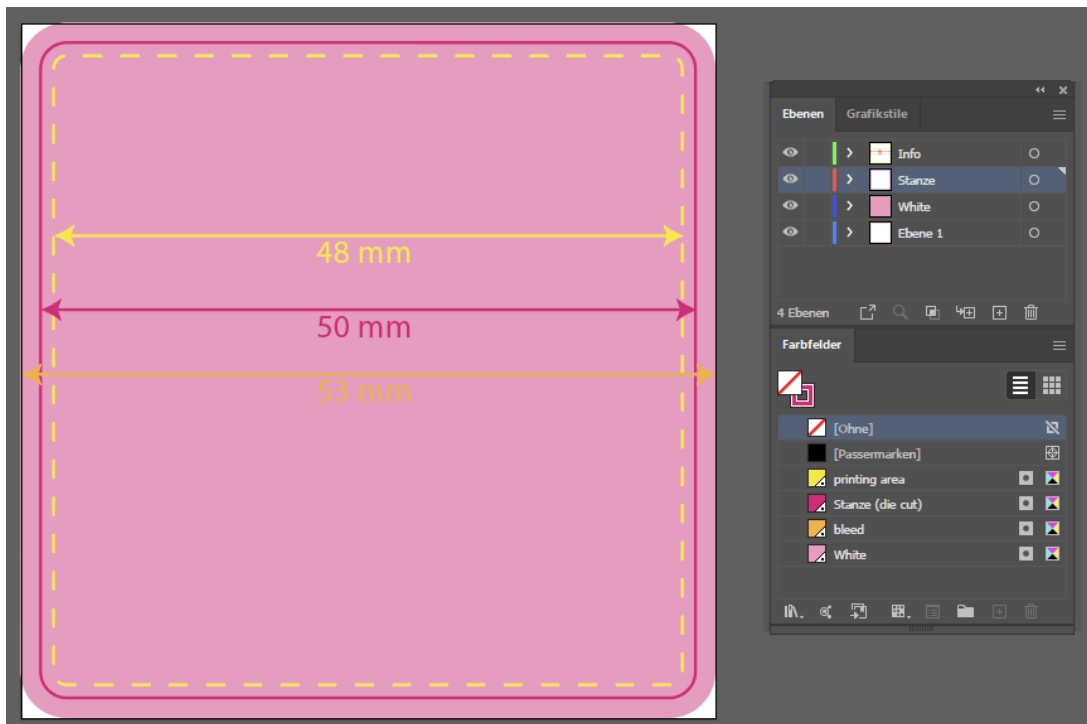 48 mm
50 mm
53 mm
Ebenen Grafikstile
Info
Stanze
White
Ebene 1
4 Ebenen
Farbfelder
[Ohne]
[Passermarken]
printing area
Stanze (die cut)
bleed
White